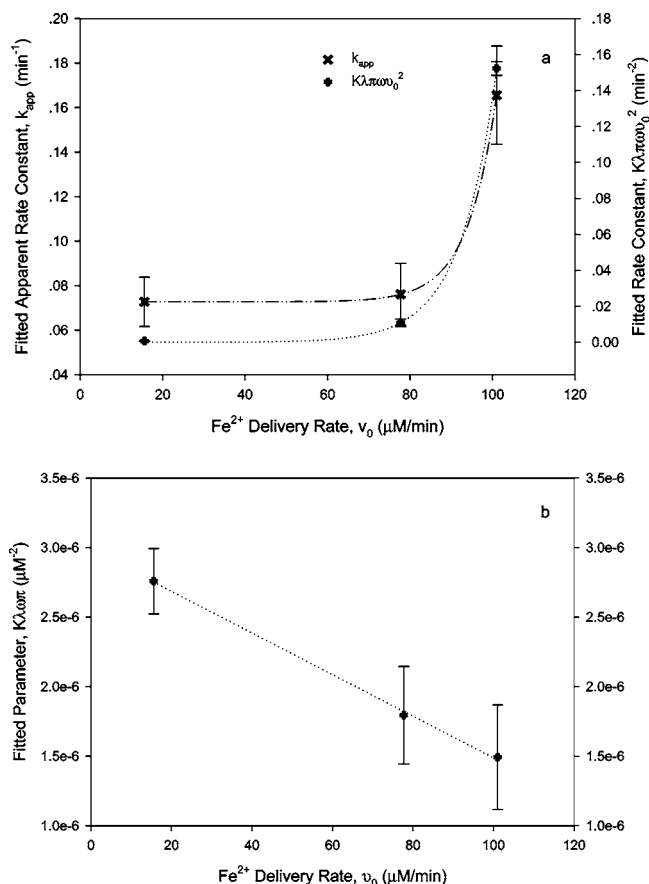 a
k_app
Kλπωυ₀²
Fitted Apparent Rate Constant, k_app (min⁻¹)
.20
.18
.16
.14
.12
.10
.08
.06
.04
Fitted Rate Constant, Kλπωυ₀² (min⁻²)
.18
.16
.14
.12
.10
.08
.06
.04
.02
0.00
0 20 40 60 80 100 120
Fe²⁺ Delivery Rate, v₀ (μM/min)
b
Fitted Parameter, Kλωπ (μM⁻²)
3.5e-6
3.0e-6
2.5e-6
2.0e-6
1.5e-6
1.0e-6
3.5e-6
3.0e-6
2.5e-6
2.0e-6
1.5e-6
1.0e-6
0 20 40 60 80 100 120
Fe²⁺ Delivery Rate, υ₀ (μM/min)